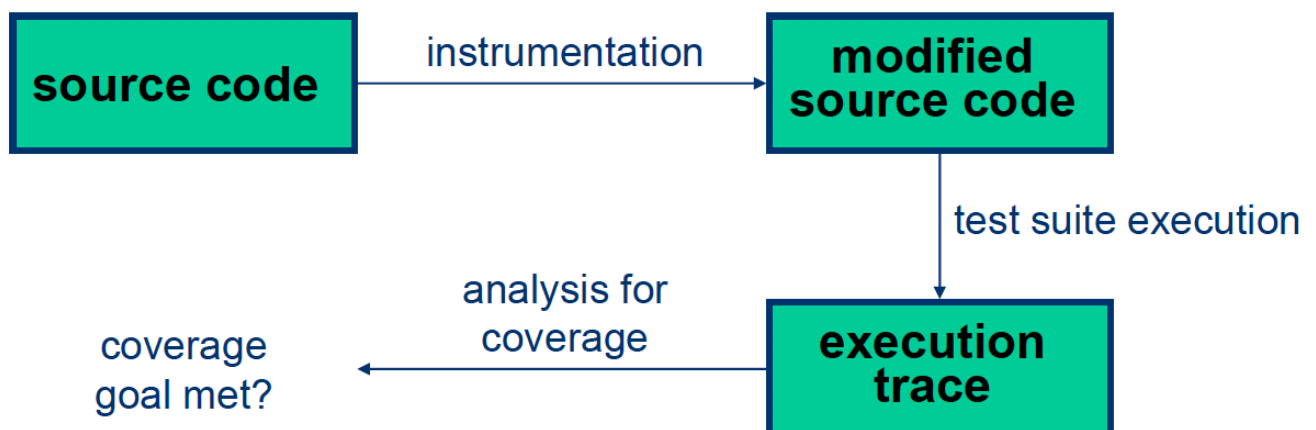 source code
instrumentation
modified
source code
test suite execution
execution
trace
analysis for
coverage
coverage
goal met?